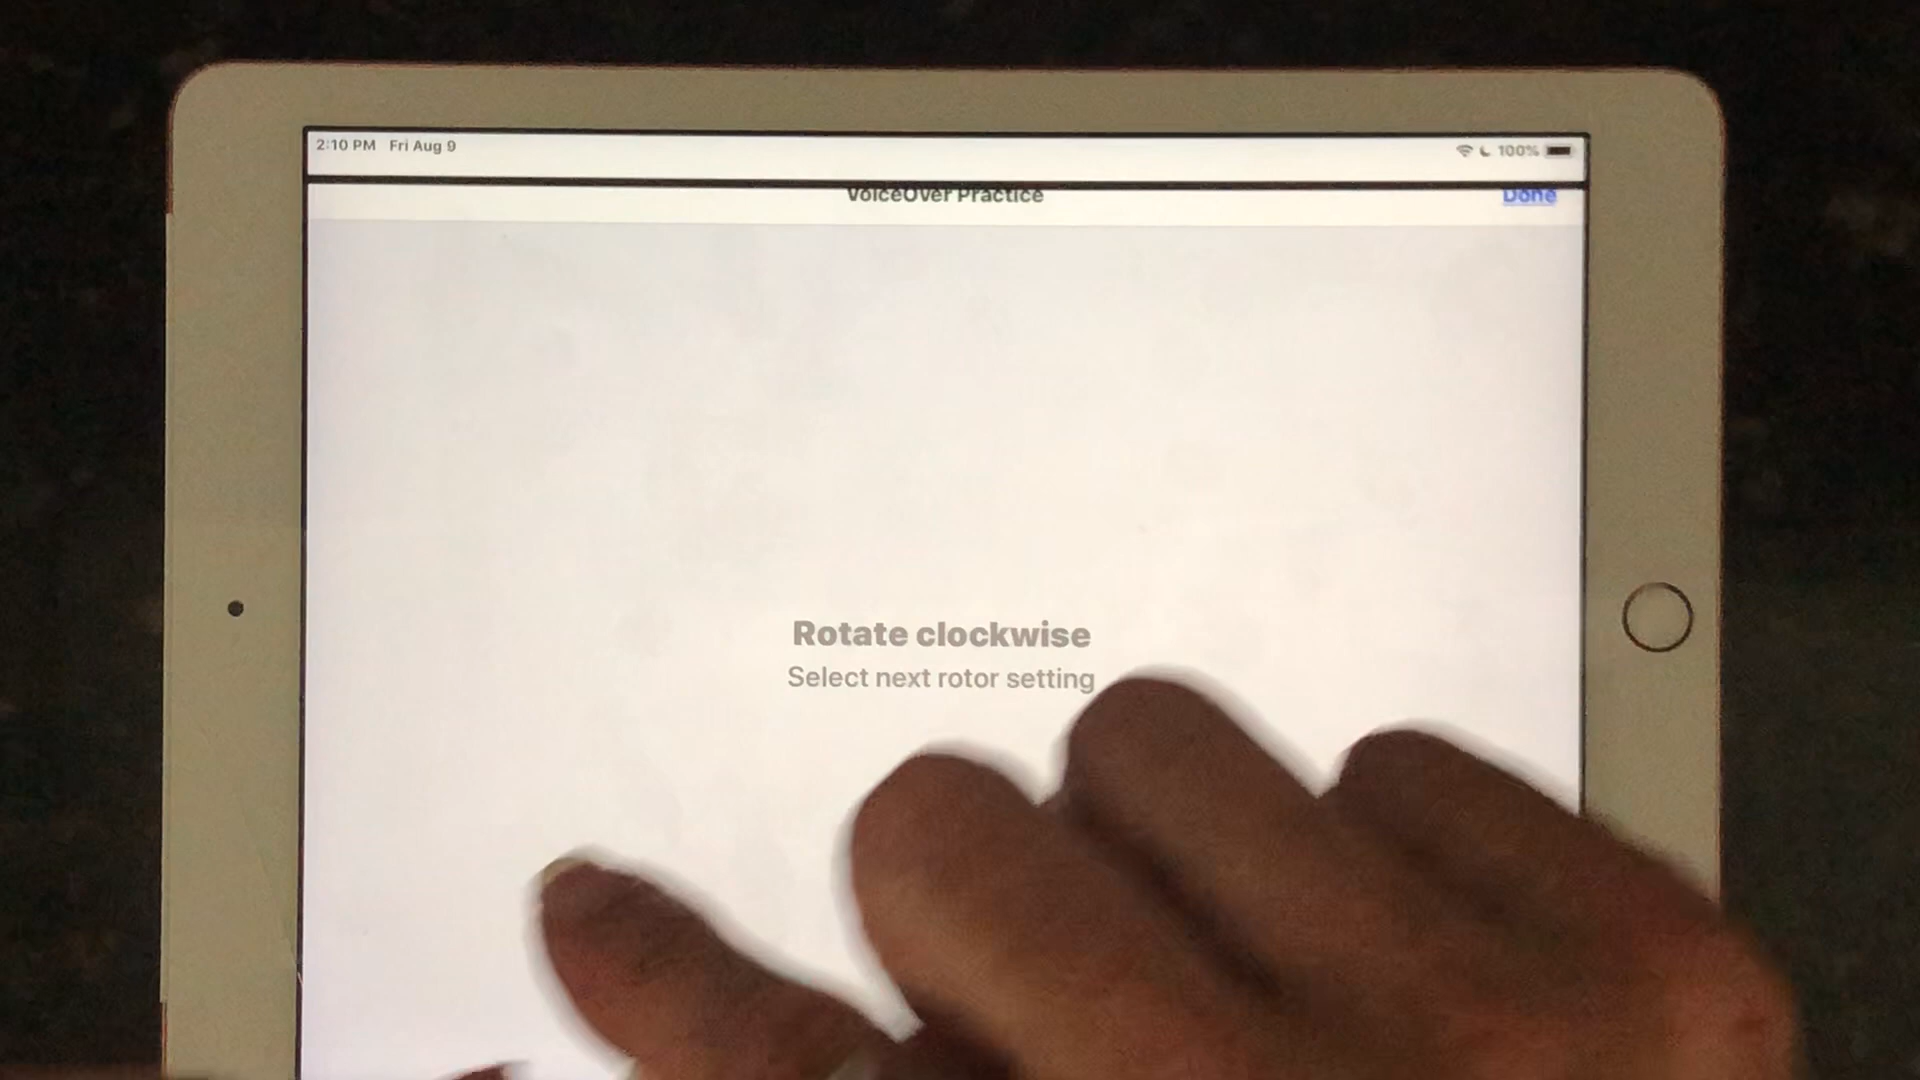 2:10 PM Fri Aug 9
100%
VoiceOver Practice
Done
Rotate clockwise
Select next rotor setting